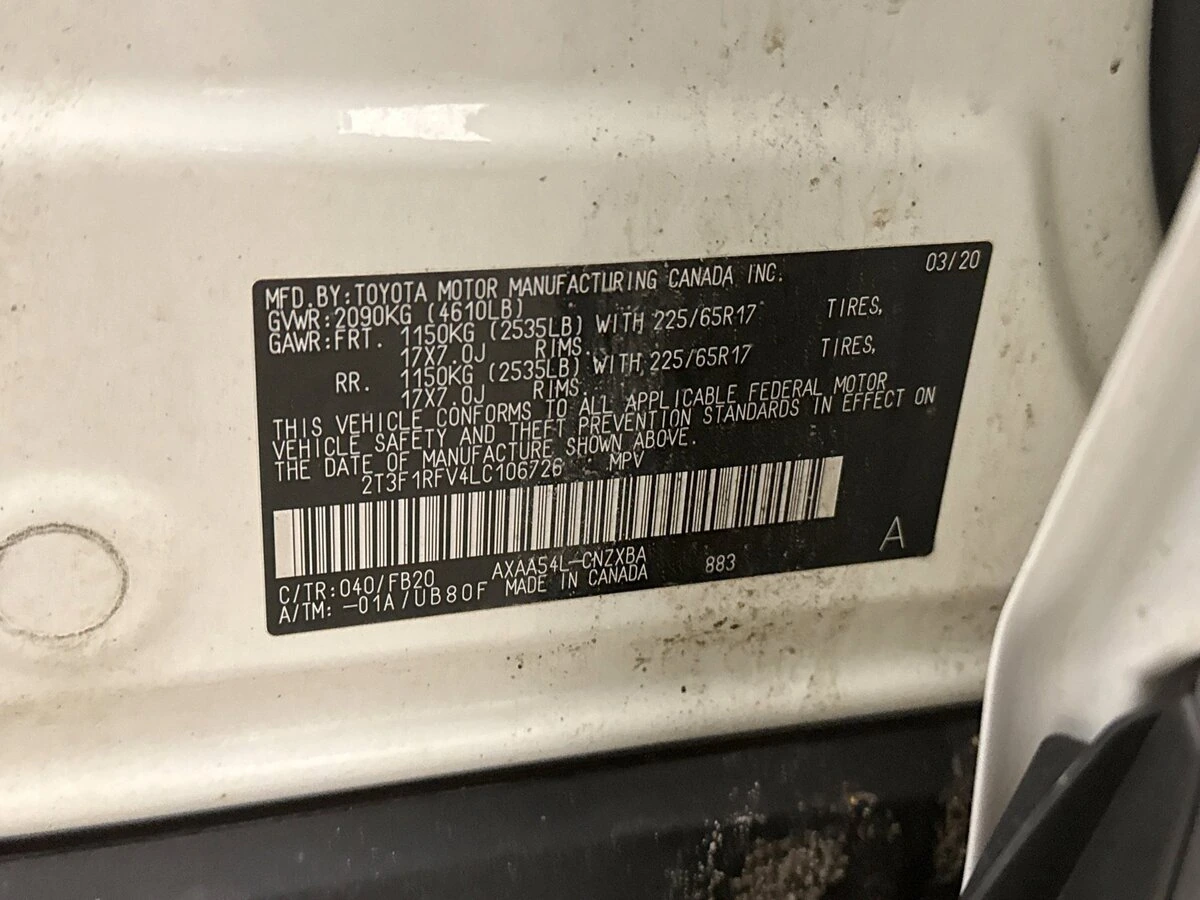 03/20
MFD.BY:TOYOTA MOTOR MANUFACTURING CANADA INC.
GVWR:2090KG (4610LB)
GAWR:FRT. 1150KG (2535LB) WITH 225/65R17 TIRES,
17X7.0J RIMS.
RR. 1150KG (2535LB) WITH 225/65R17 TIRES,
17X7.0J RIMS.
THIS VEHICLE CONFORMS TO ALL APPLICABLE FEDERAL MOTOR
VEHICLE SAFETY AND THEFT PREVENTION STANDARDS IN EFFECT ON
THE DATE OF MANUFACTURE SHOWN ABOVE.
2T3F1RFV4LC106726 MPV
A
C/TR:040/FB20 AXAA54L-CNZXBA 883
A/TM: -01A/UB80F MADE IN CANADA